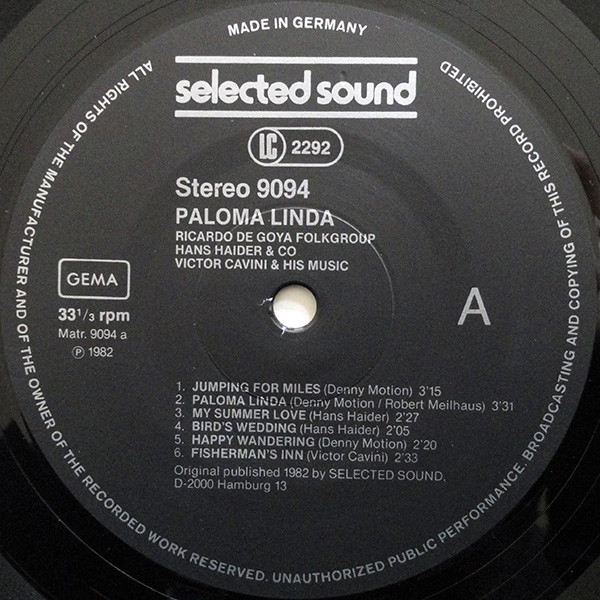 MADE IN GERMANY
selected sound
LC 2292
Stereo 9094
PALOMA LINDA
RICARDO DE GOYA FOLKGROUP
HANS HAIDER & CO
VICTOR CAVINI & HIS MUSIC
GEMA
33 1/3 rpm
Matr. 9094 a
℗ 1982
A
1. JUMPING FOR MILES (Denny Motion) 3'15
2. PALOMA LINDA (Denny Motion / Robert Meilhaus) 3'31
3. MY SUMMER LOVE (Hans Haider) 2'27
4. BIRD'S WEDDING (Hans Haider) 2'05
5. HAPPY WANDERING (Denny Motion) 2'20
6. FISHERMAN'S INN (Victor Cavini) 2'33
Original published 1982 by SELECTED SOUND,
D-2000 Hamburg 13
ALL RIGHTS OF THE MANUFACTURER AND OF THE OWNER OF THE RECORDED WORK RESERVED. UNAUTHORIZED PUBLIC PERFORMANCE. BROADCASTING AND COPYING OF THIS RECORD PROHIBITED